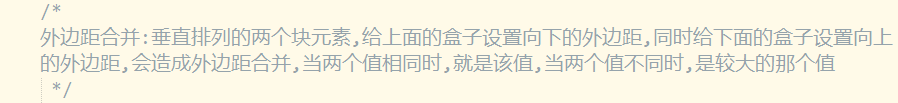 /*
外边距合并:垂直排列的两个块元素,给上面的盒子设置向下的外边距,同时给下面的盒子设置向上
的外边距,会造成外边距合并,当两个值相同时,就是该值,当两个值不同时,是较大的那个值
*/